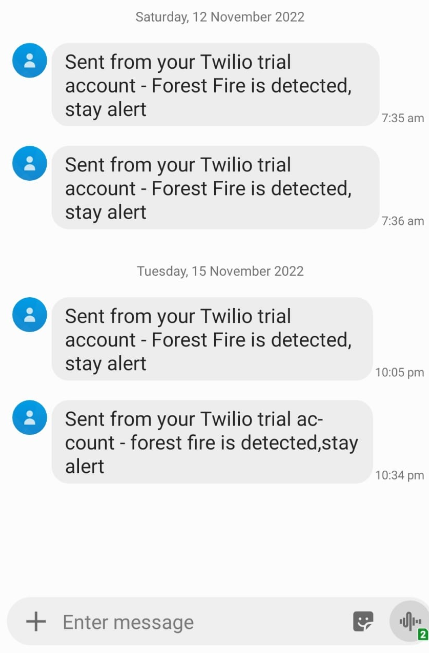 Saturday, 12 November 2022
Sent from your Twilio trial
account - Forest Fire is detected,
stay alert
7:35 am
Sent from your Twilio trial
account - Forest Fire is detected,
stay alert
7:36 am
Tuesday, 15 November 2022
Sent from your Twilio trial
account - Forest Fire is detected,
stay alert
10:05 pm
Sent from your Twilio trial ac-
count - forest fire is detected,stay
alert
10:34 pm
Enter message
2